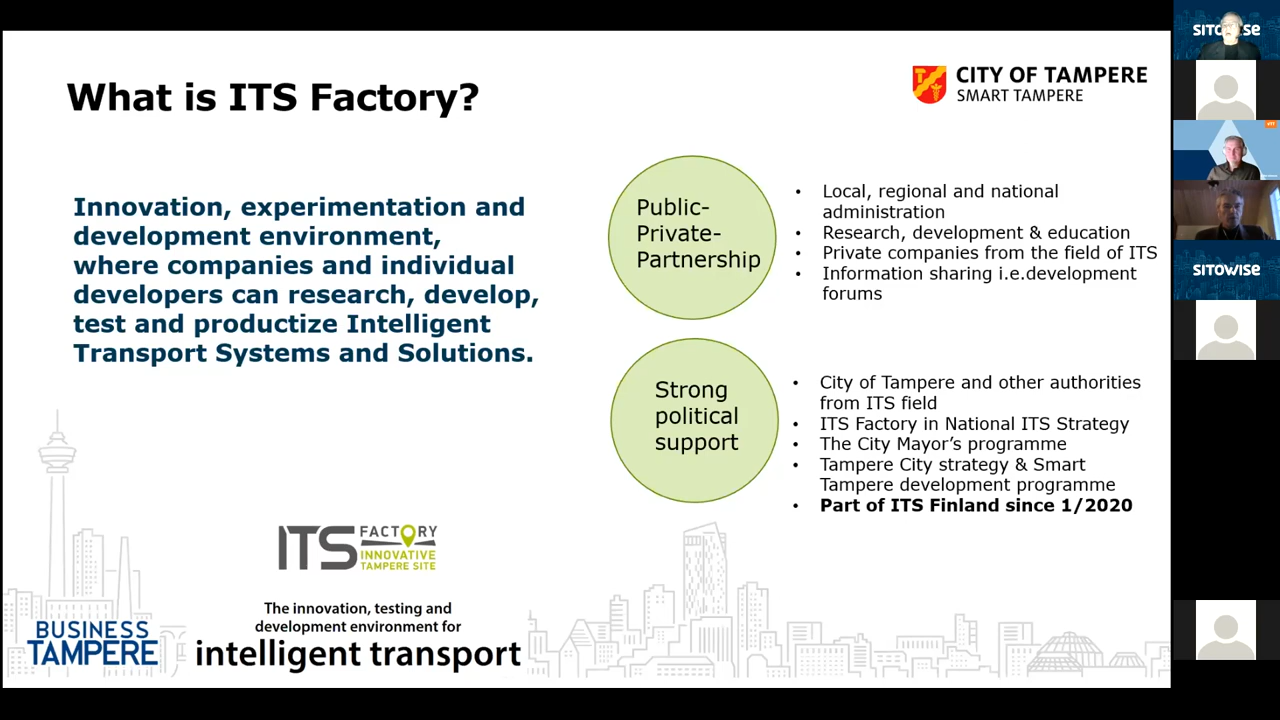 What is ITS Factory?
CITY OF TAMPERE
SMART TAMPERE
Innovation, experimentation and
development environment,
where companies and individual
developers can research, develop,
test and productize Intelligent
Transport Systems and Solutions.
Public-
Private-
Partnership
• Local, regional and national
administration
• Research, development & education
• Private companies from the field of ITS
• Information sharing i.e.development
forums
Strong
political
support
• City of Tampere and other authorities
from ITS field
• ITS Factory in National ITS Strategy
• The City Mayor’s programme
• Tampere City strategy & Smart
Tampere development programme
• Part of ITS Finland since 1/2020
ITS FACTORY
INNOVATIVE
TAMPERE SITE
The innovation, testing and
development environment for
intelligent transport
BUSINESS
TAMPERE
SITOWISE